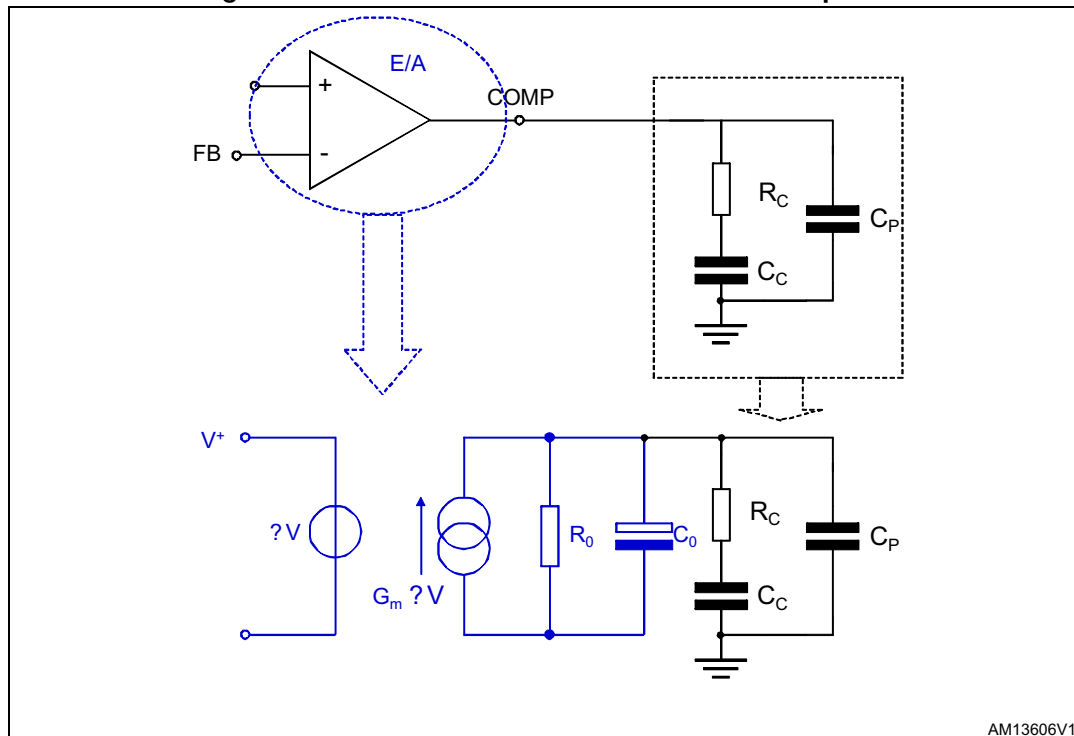 E/A
+
COMP
FB
-
R_C
C_P
C_C
V⁺
?V
G_m ?V
R_0
C_0
R_C
C_P
C_C
AM13606V1